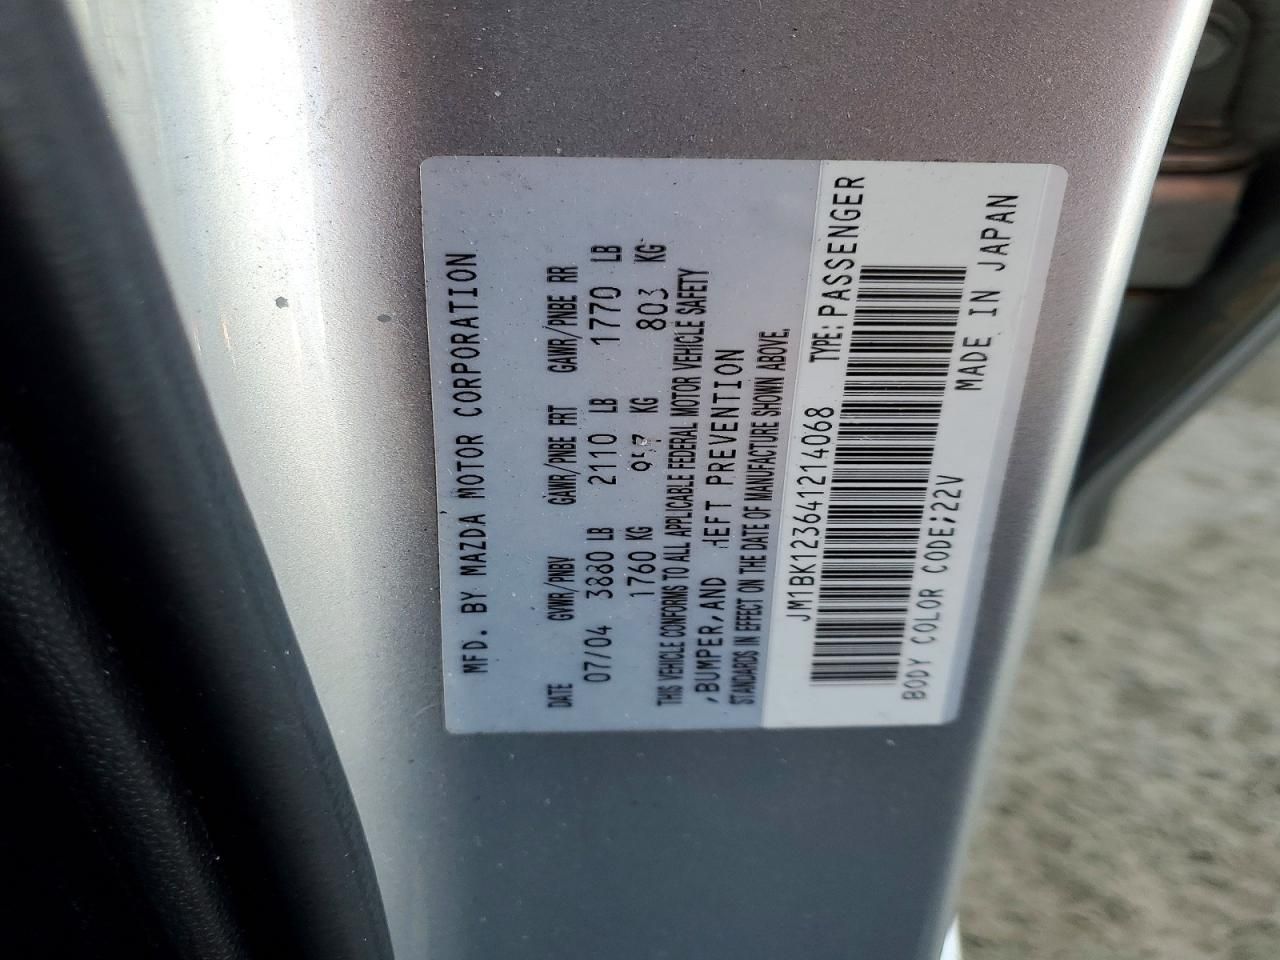 MFD. BY MAZDA MOTOR CORPORATION
DATE GVWR/PNBV GAWR/PNBE FRT GAWR/PNBE RR
07/04 3880 LB 2110 LB 1770 LB
1760 KG 957 KG 803 KG
THIS VEHICLE CONFORMS TO ALL APPLICABLE FEDERAL MOTOR VEHICLE SAFETY
,BUMPER,AND HEFT PREVENTION
STANDARDS IN EFFECT ON THE DATE OF MANUFACTURE SHOWN ABOVE.
JM1BK123641214068 TYPE:PASSENGER
BODY COLOR CODE;22V MADE IN JAPAN